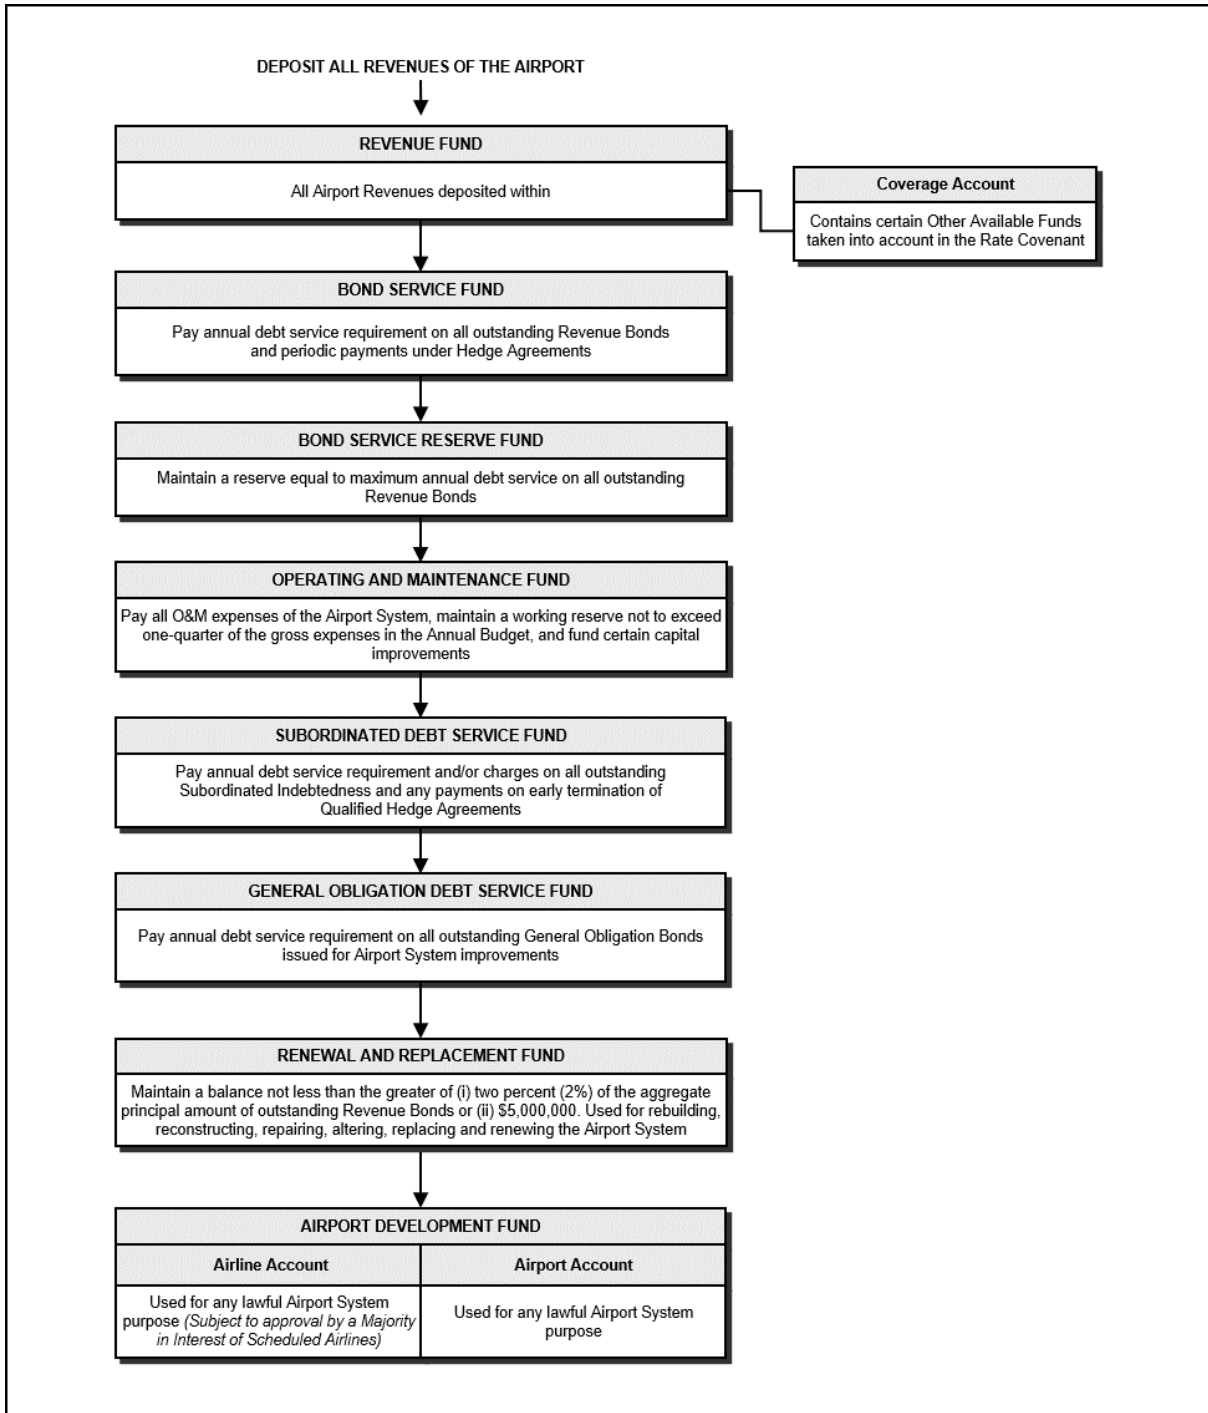 DEPOSIT ALL REVENUES OF THE AIRPORT
REVENUE FUND
All Airport Revenues deposited within
Coverage Account
Contains certain Other Available Funds
taken into account in the Rate Covenant
BOND SERVICE FUND
Pay annual debt service requirement on all outstanding Revenue Bonds
and periodic payments under Hedge Agreements
BOND SERVICE RESERVE FUND
Maintain a reserve equal to maximum annual debt service on all outstanding
Revenue Bonds
OPERATING AND MAINTENANCE FUND
Pay all O&M expenses of the Airport System, maintain a working reserve not to exceed
one-quarter of the gross expenses in the Annual Budget, and fund certain capital
improvements
SUBORDINATED DEBT SERVICE FUND
Pay annual debt service requirement and/or charges on all outstanding
Subordinated Indebtedness and any payments on early termination of
Qualified Hedge Agreements
GENERAL OBLIGATION DEBT SERVICE FUND
Pay annual debt service requirement on all outstanding General Obligation Bonds
issued for Airport System improvements
RENEWAL AND REPLACEMENT FUND
Maintain a balance not less than the greater of (i) two percent (2%) of the aggregate
principal amount of outstanding Revenue Bonds or (ii) $5,000,000. Used for rebuilding,
reconstructing, repairing, altering, replacing and renewing the Airport System
AIRPORT DEVELOPMENT FUND
Airline Account
Used for any lawful Airport System
purpose (Subject to approval by a Majority
in Interest of Scheduled Airlines)
Airport Account
Used for any lawful Airport System
purpose